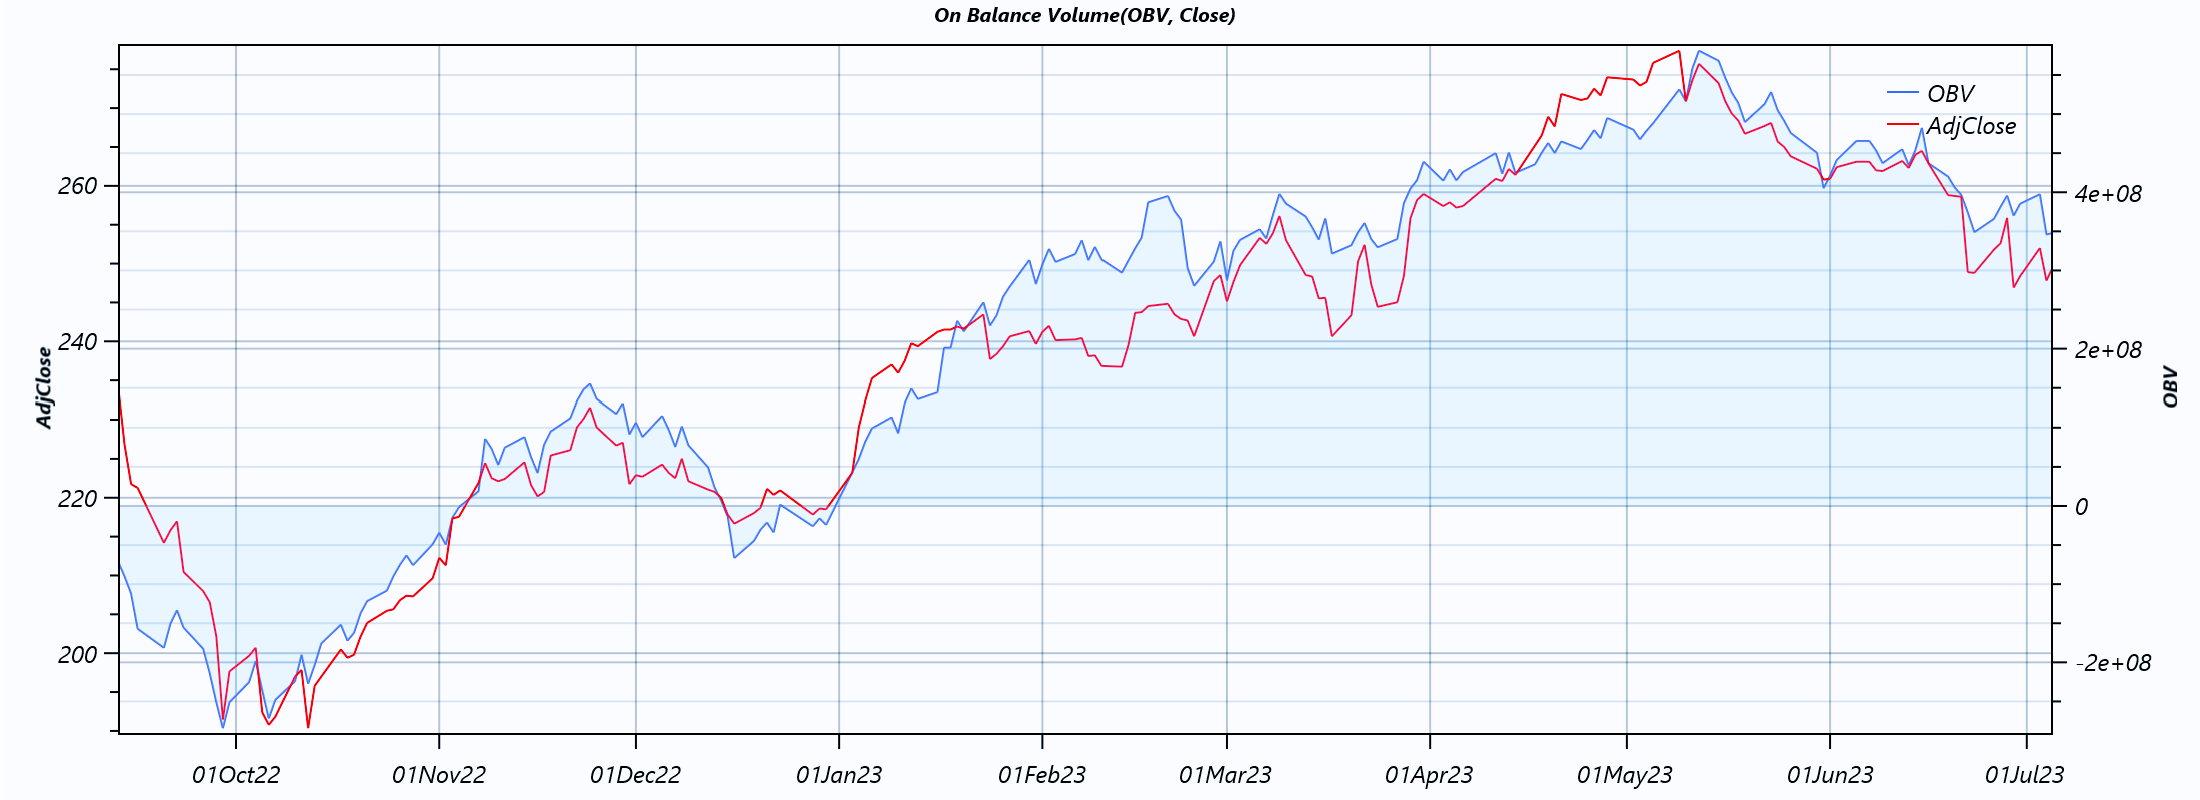 On Balance Volume(OBV, Close)
OBV
AdjClose
260
240
220
200
AdjClose
4e+08
2e+08
0
-2e+08
OBV
01Oct22 01Nov22 01Dec22 01Jan23 01Feb23 01Mar23 01Apr23 01May23 01Jun23 01Jul23